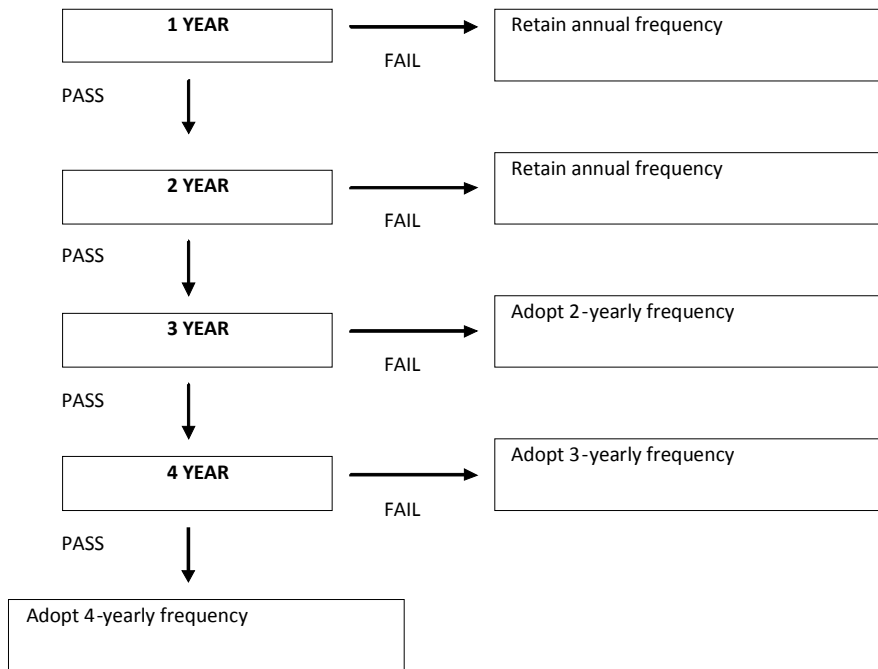 1 YEAR
Retain annual frequency
FAIL
PASS
2 YEAR
Retain annual frequency
FAIL
PASS
3 YEAR
Adopt 2-yearly frequency
FAIL
PASS
4 YEAR
Adopt 3-yearly frequency
FAIL
PASS
Adopt 4-yearly frequency